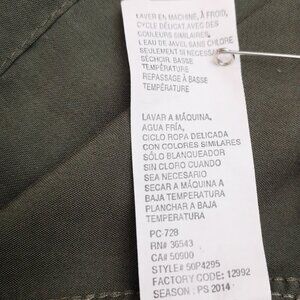 LAVER EN MACHINE, À FROID,
CYCLE DÉLICAT, AVEC DES
COULEURS SIMILAIRES.
L'EAU DE JAVEL SANS CHLORE
SEULEMENT SI NÉCESSAIRE
SÉCHOIR: BASSE
TEMPÉRATURE
REPASSAGE À BASSE
TEMPÉRATURE
LAVAR A MÁQUINA,
AGUA FRÍA,
CICLO ROPA DELICADA
CON COLORES SIMILARES
SÓLO BLANQUEADOR
SIN CLORO CUANDO
SEA NECESARIO
SECAR A MÁQUINA A
BAJA TEMPERATURA
PLANCHAR A BAJA
TEMPERATURA
PC-728
RN# 36543
CA# 50900
STYLE# 50P4295
FACTORY CODE: 12992
SEASON : PS 2014